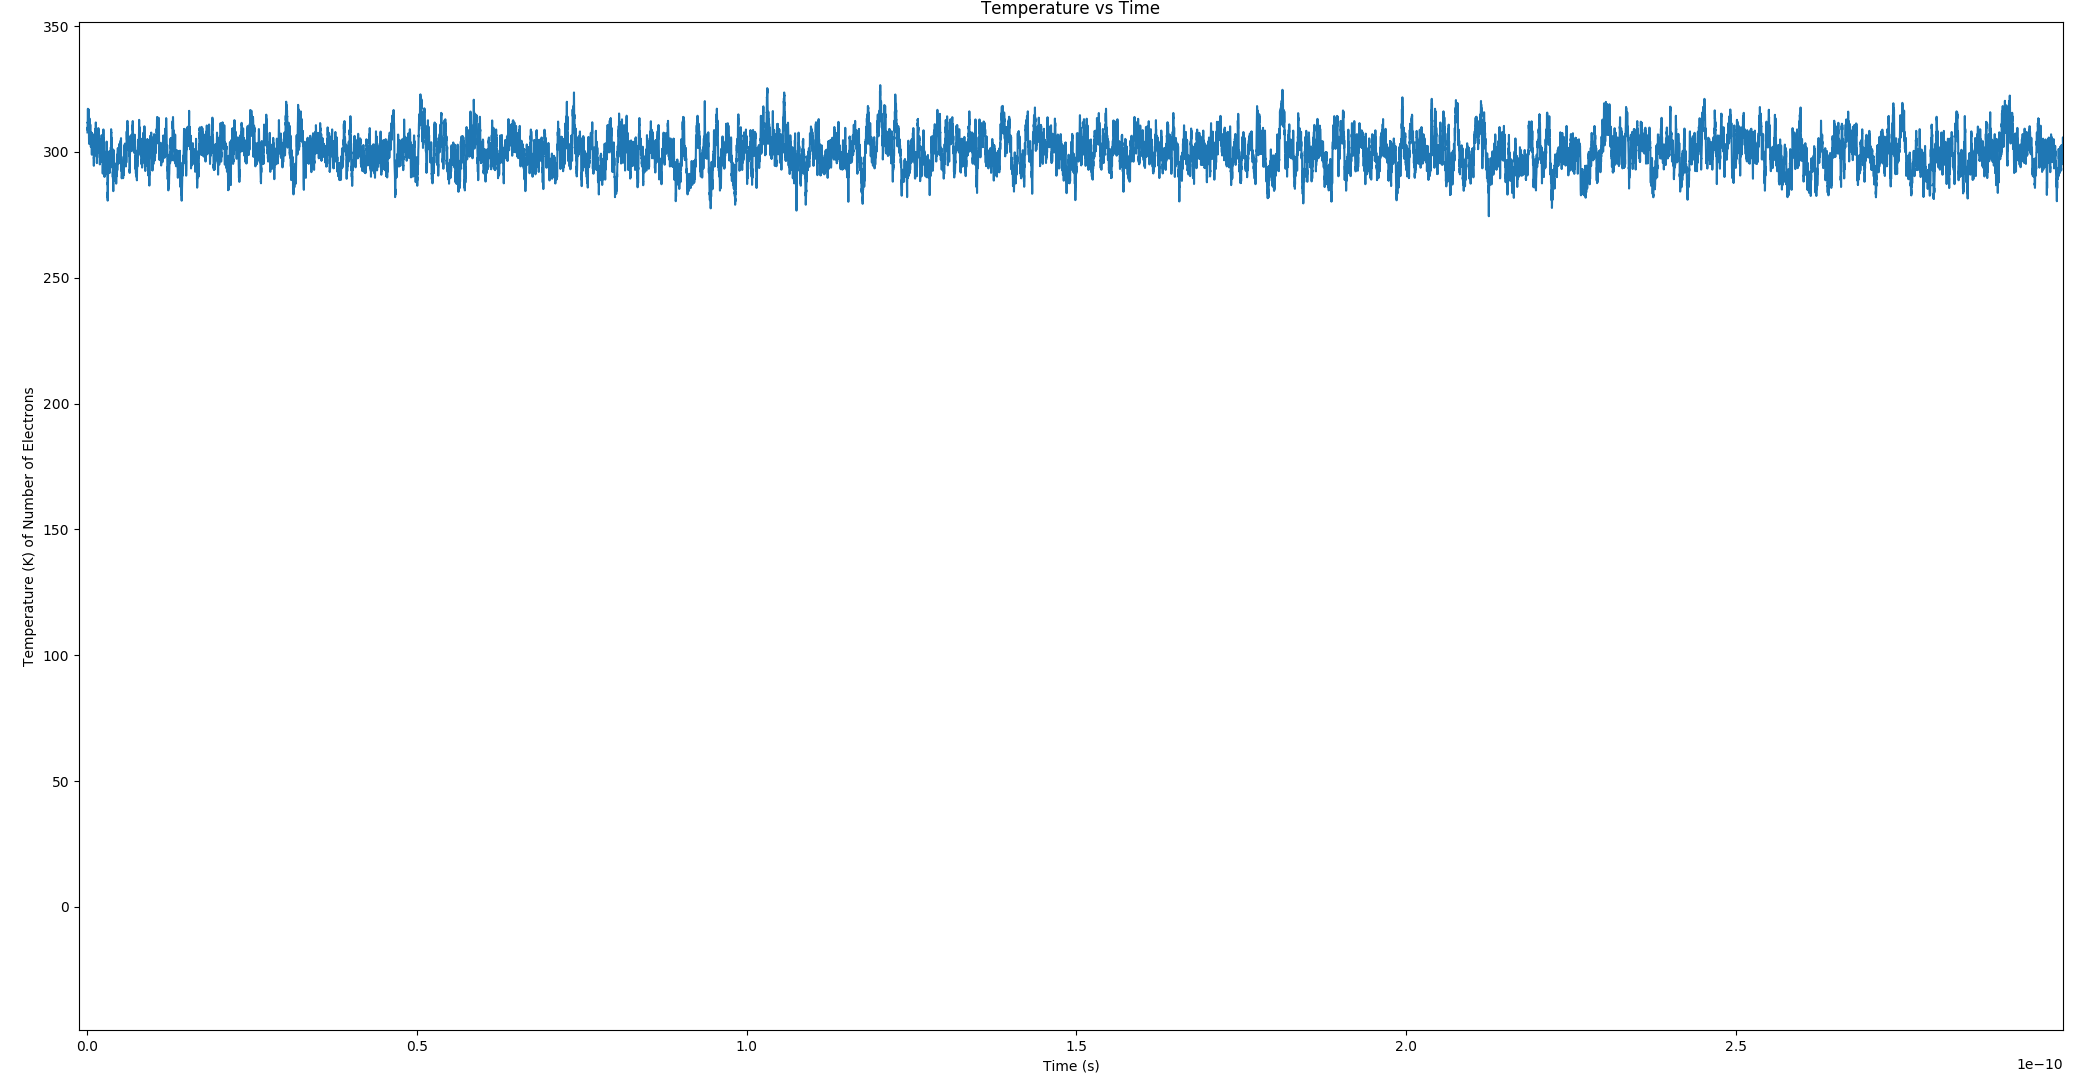 Temperature vs Time
350
300
250
200
150
100
50
0
Temperature (K) of Number of Electrons
0.0 0.5 1.0 1.5 2.0 2.5
1e−10
Time (s)